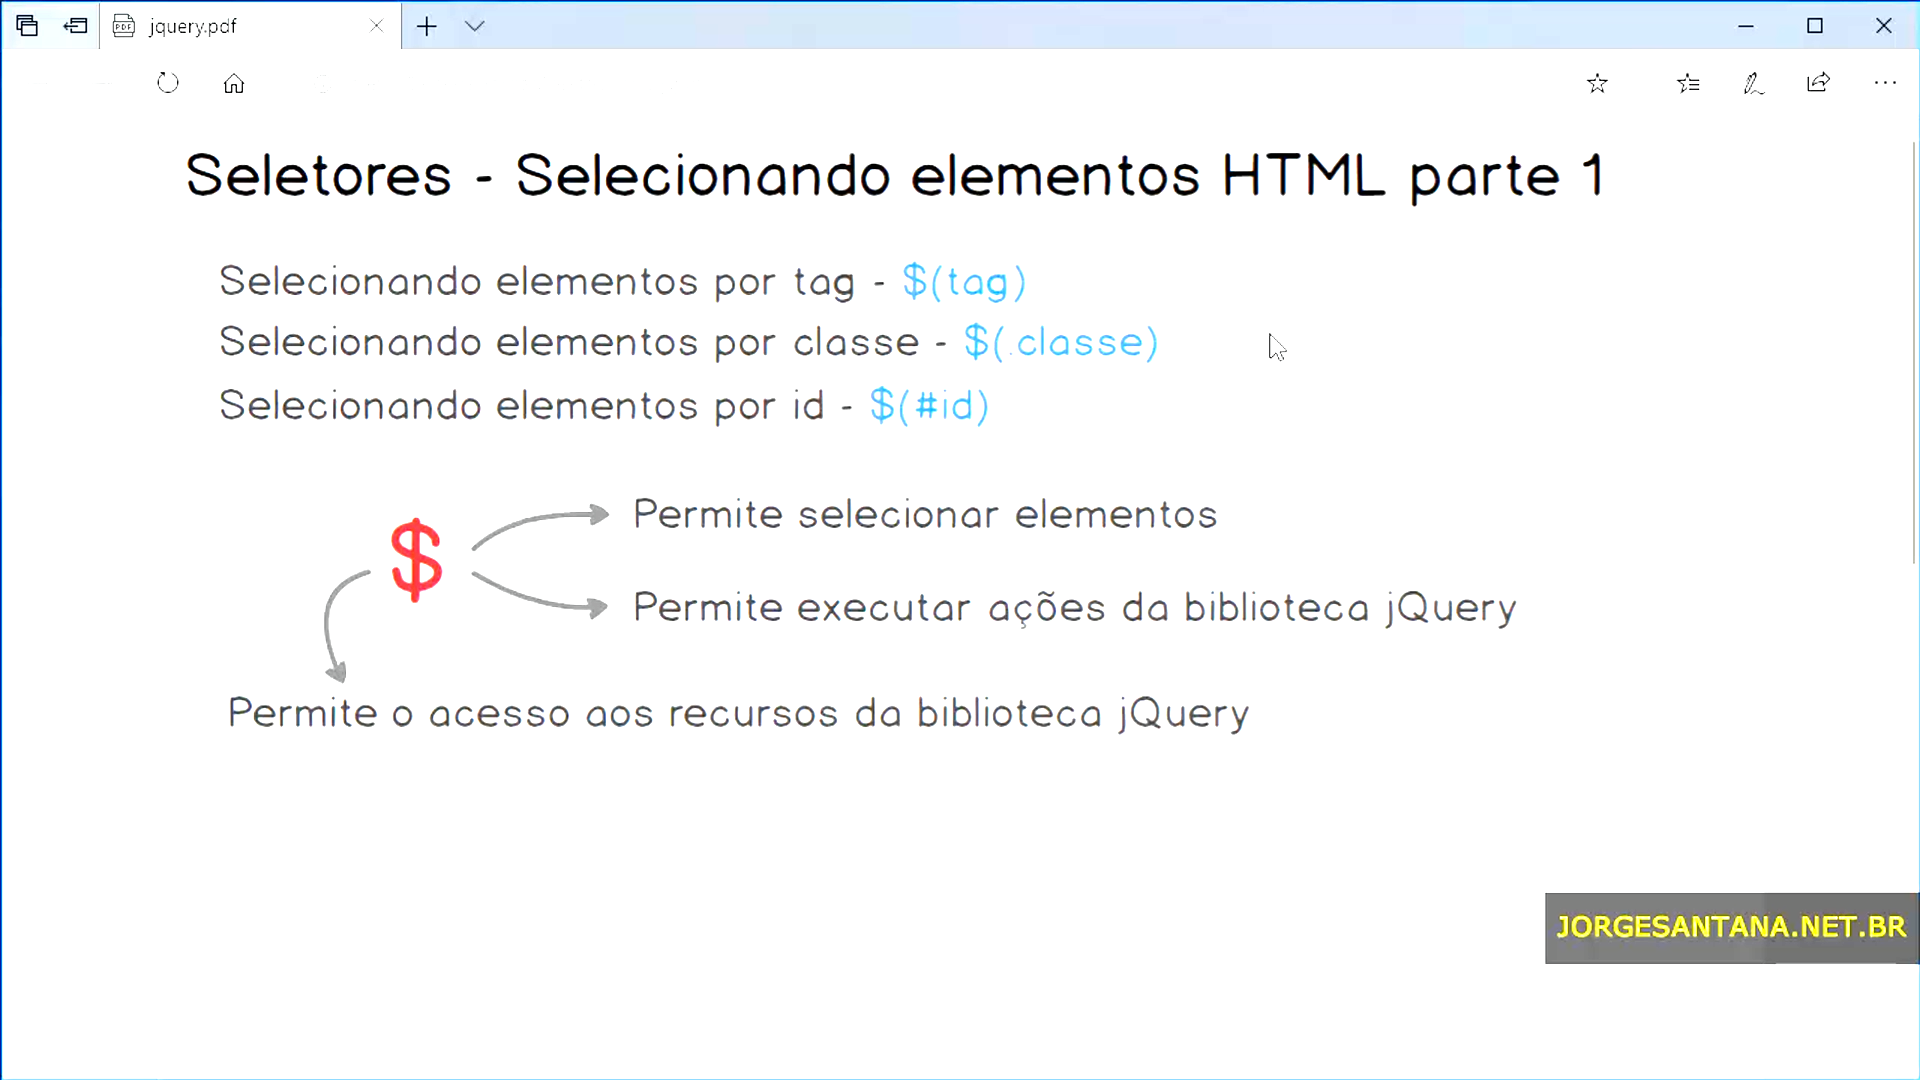 jquery.pdf
Seletores - Selecionando elementos HTML parte 1
Selecionando elementos por tag - $(tag)
Selecionando elementos por classe - $(.classe)
Selecionando elementos por id - $(#id)
$
Permite selecionar elementos
Permite executar ações da biblioteca jQuery
Permite o acesso aos recursos da biblioteca jQuery
JORGESANTANA.NET.BR